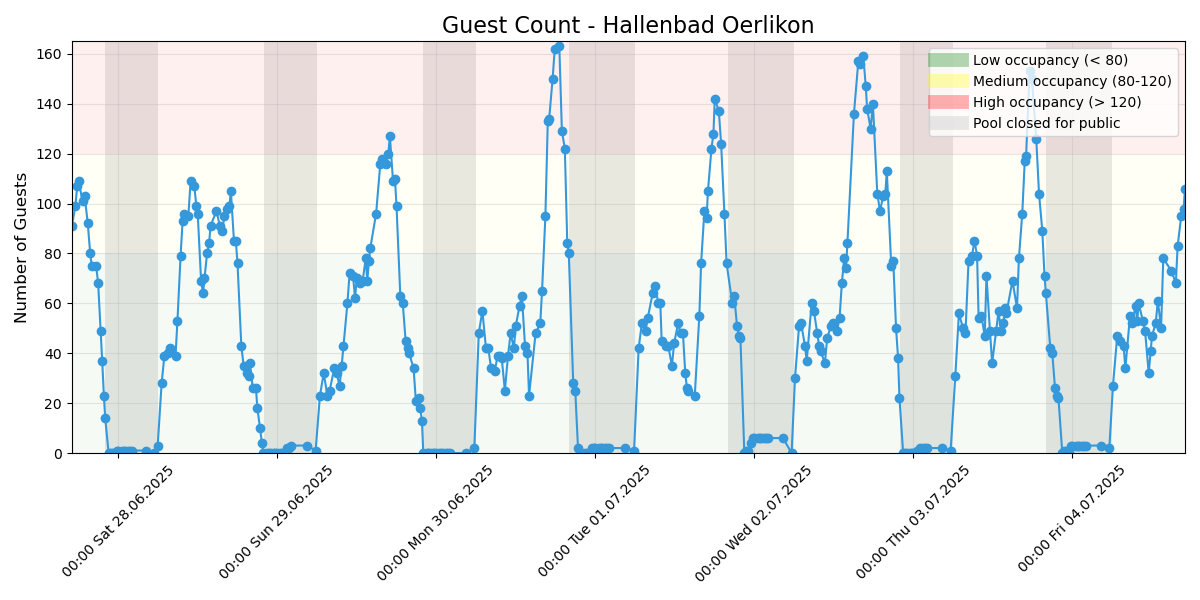 Guest Count - Hallenbad Oerlikon
Number of Guests
160
140
120
100
80
60
40
20
0
Low occupancy (< 80)
Medium occupancy (80-120)
High occupancy (> 120)
Pool closed for public
00:00 Sat 28.06.2025
00:00 Sun 29.06.2025
00:00 Mon 30.06.2025
00:00 Tue 01.07.2025
00:00 Wed 02.07.2025
00:00 Thu 03.07.2025
00:00 Fri 04.07.2025